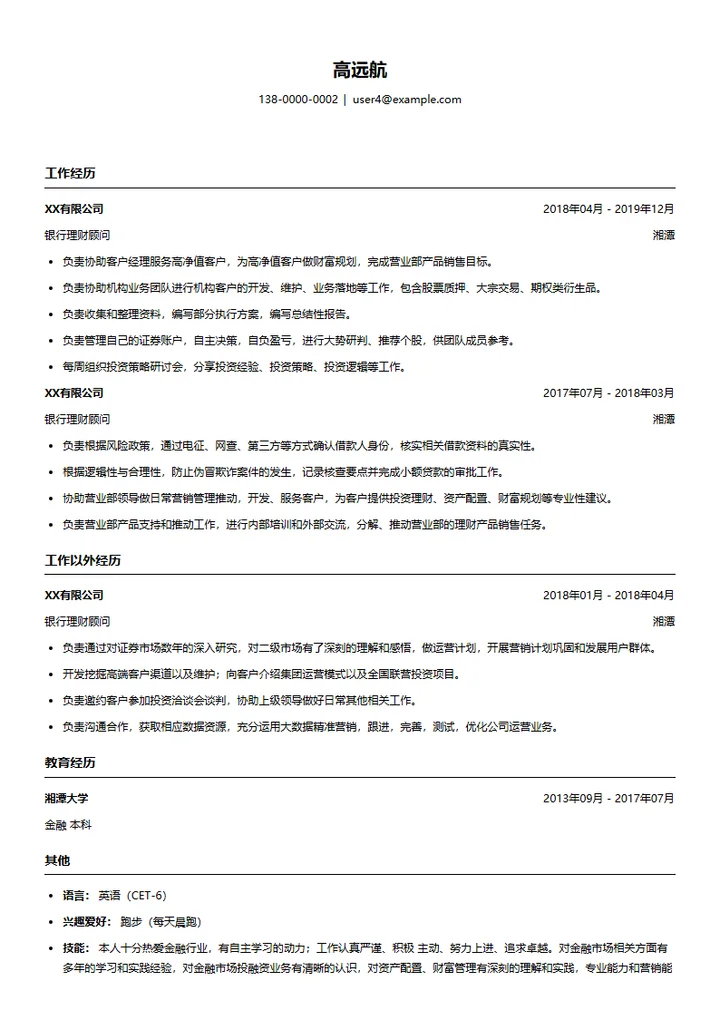 高远航
138-0000-0002 | user4@example.com
工作经历
XX有限公司 2018年04月 - 2019年12月
银行理财顾问 湘潭
• 负责协助客户经理服务高净值客户，为高净值客户做财富规划，完成营业部产品销售目标。
• 负责协助机构业务团队进行机构客户的开发、维护、业务落地等工作，包含股票质押、大宗交易、期权类衍生品。
• 负责收集和整理资料，编写部分执行方案，编写总结性报告。
• 负责管理自己的证券账户，自主决策，自负盈亏，进行大势研判、推荐个股，供团队成员参考。
• 每周组织投资策略研讨会，分享投资经验、投资策略、投资逻辑等工作。
XX有限公司 2017年07月 - 2018年03月
银行理财顾问 湘潭
• 负责根据风险政策，通过电征、网查、第三方等方式确认借款人身份，核实相关借款资料的真实性。
• 根据逻辑性与合理性，防止伪冒欺诈案件的发生，记录核查要点并完成小额贷款的审批工作。
• 协助营业部领导做日常营销管理推动，开发、服务客户，为客户提供投资理财、资产配置、财富规划等专业性建议。
• 负责营业部产品支持和推动工作，进行内部培训和外部交流，分解、推动营业部的理财产品销售任务。
工作以外经历
XX有限公司 2018年01月 - 2018年04月
银行理财顾问 湘潭
• 负责通过对证券市场数年的深入研究，对二级市场有了深刻的理解和感悟，做运营计划，开展营销计划巩固和发展用户群体。
• 开发挖掘高端客户渠道以及维护；向客户介绍集团运营模式以及全国联营投资项目。
• 负责邀约客户参加投资洽谈会谈判，协助上级领导做好日常其他相关工作。
• 负责沟通合作，获取相应数据资源，充分运用大数据精准营销，跟进，完善，测试，优化公司运营业务。
教育经历
湘潭大学 2013年09月 - 2017年07月
金融 本科
其他
• 语言： 英语（CET-6）
• 兴趣爱好： 跑步（每天晨跑）
• 技能： 本人十分热爱金融行业，有自主学习的动力；工作认真严谨、积极 主动、努力上进、追求卓越。对金融市场相关方面有
多年的学习和实践经验，对金融市场投融资业务有清晰的认识，对资产配置、财富管理有深刻的理解和实践，专业能力和营销能